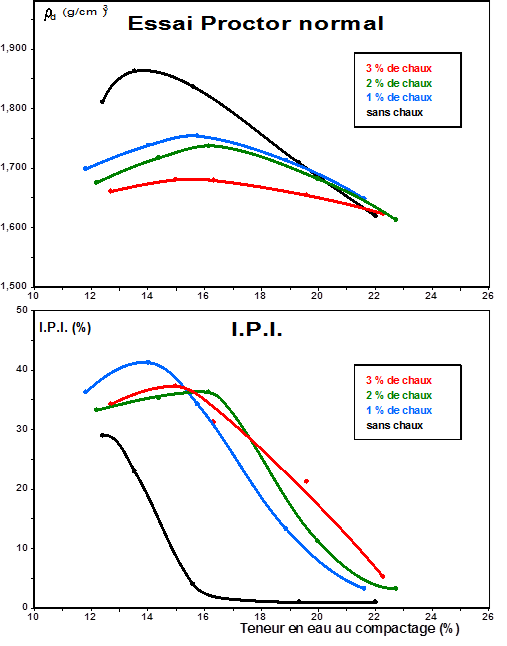 ρd (g/cm3)
Essai Proctor normal
1,900
1,800
1,700
1,600
1,500
3 % de chaux
2 % de chaux
1 % de chaux
sans chaux
10 12 14 16 18 20 22 24 26
I.P.I. (%)
I.P.I.
50
40
30
20
10
0
3 % de chaux
2 % de chaux
1 % de chaux
sans chaux
10 12 14 16 18 20 22 24 26
Teneur en eau au compactage (%)